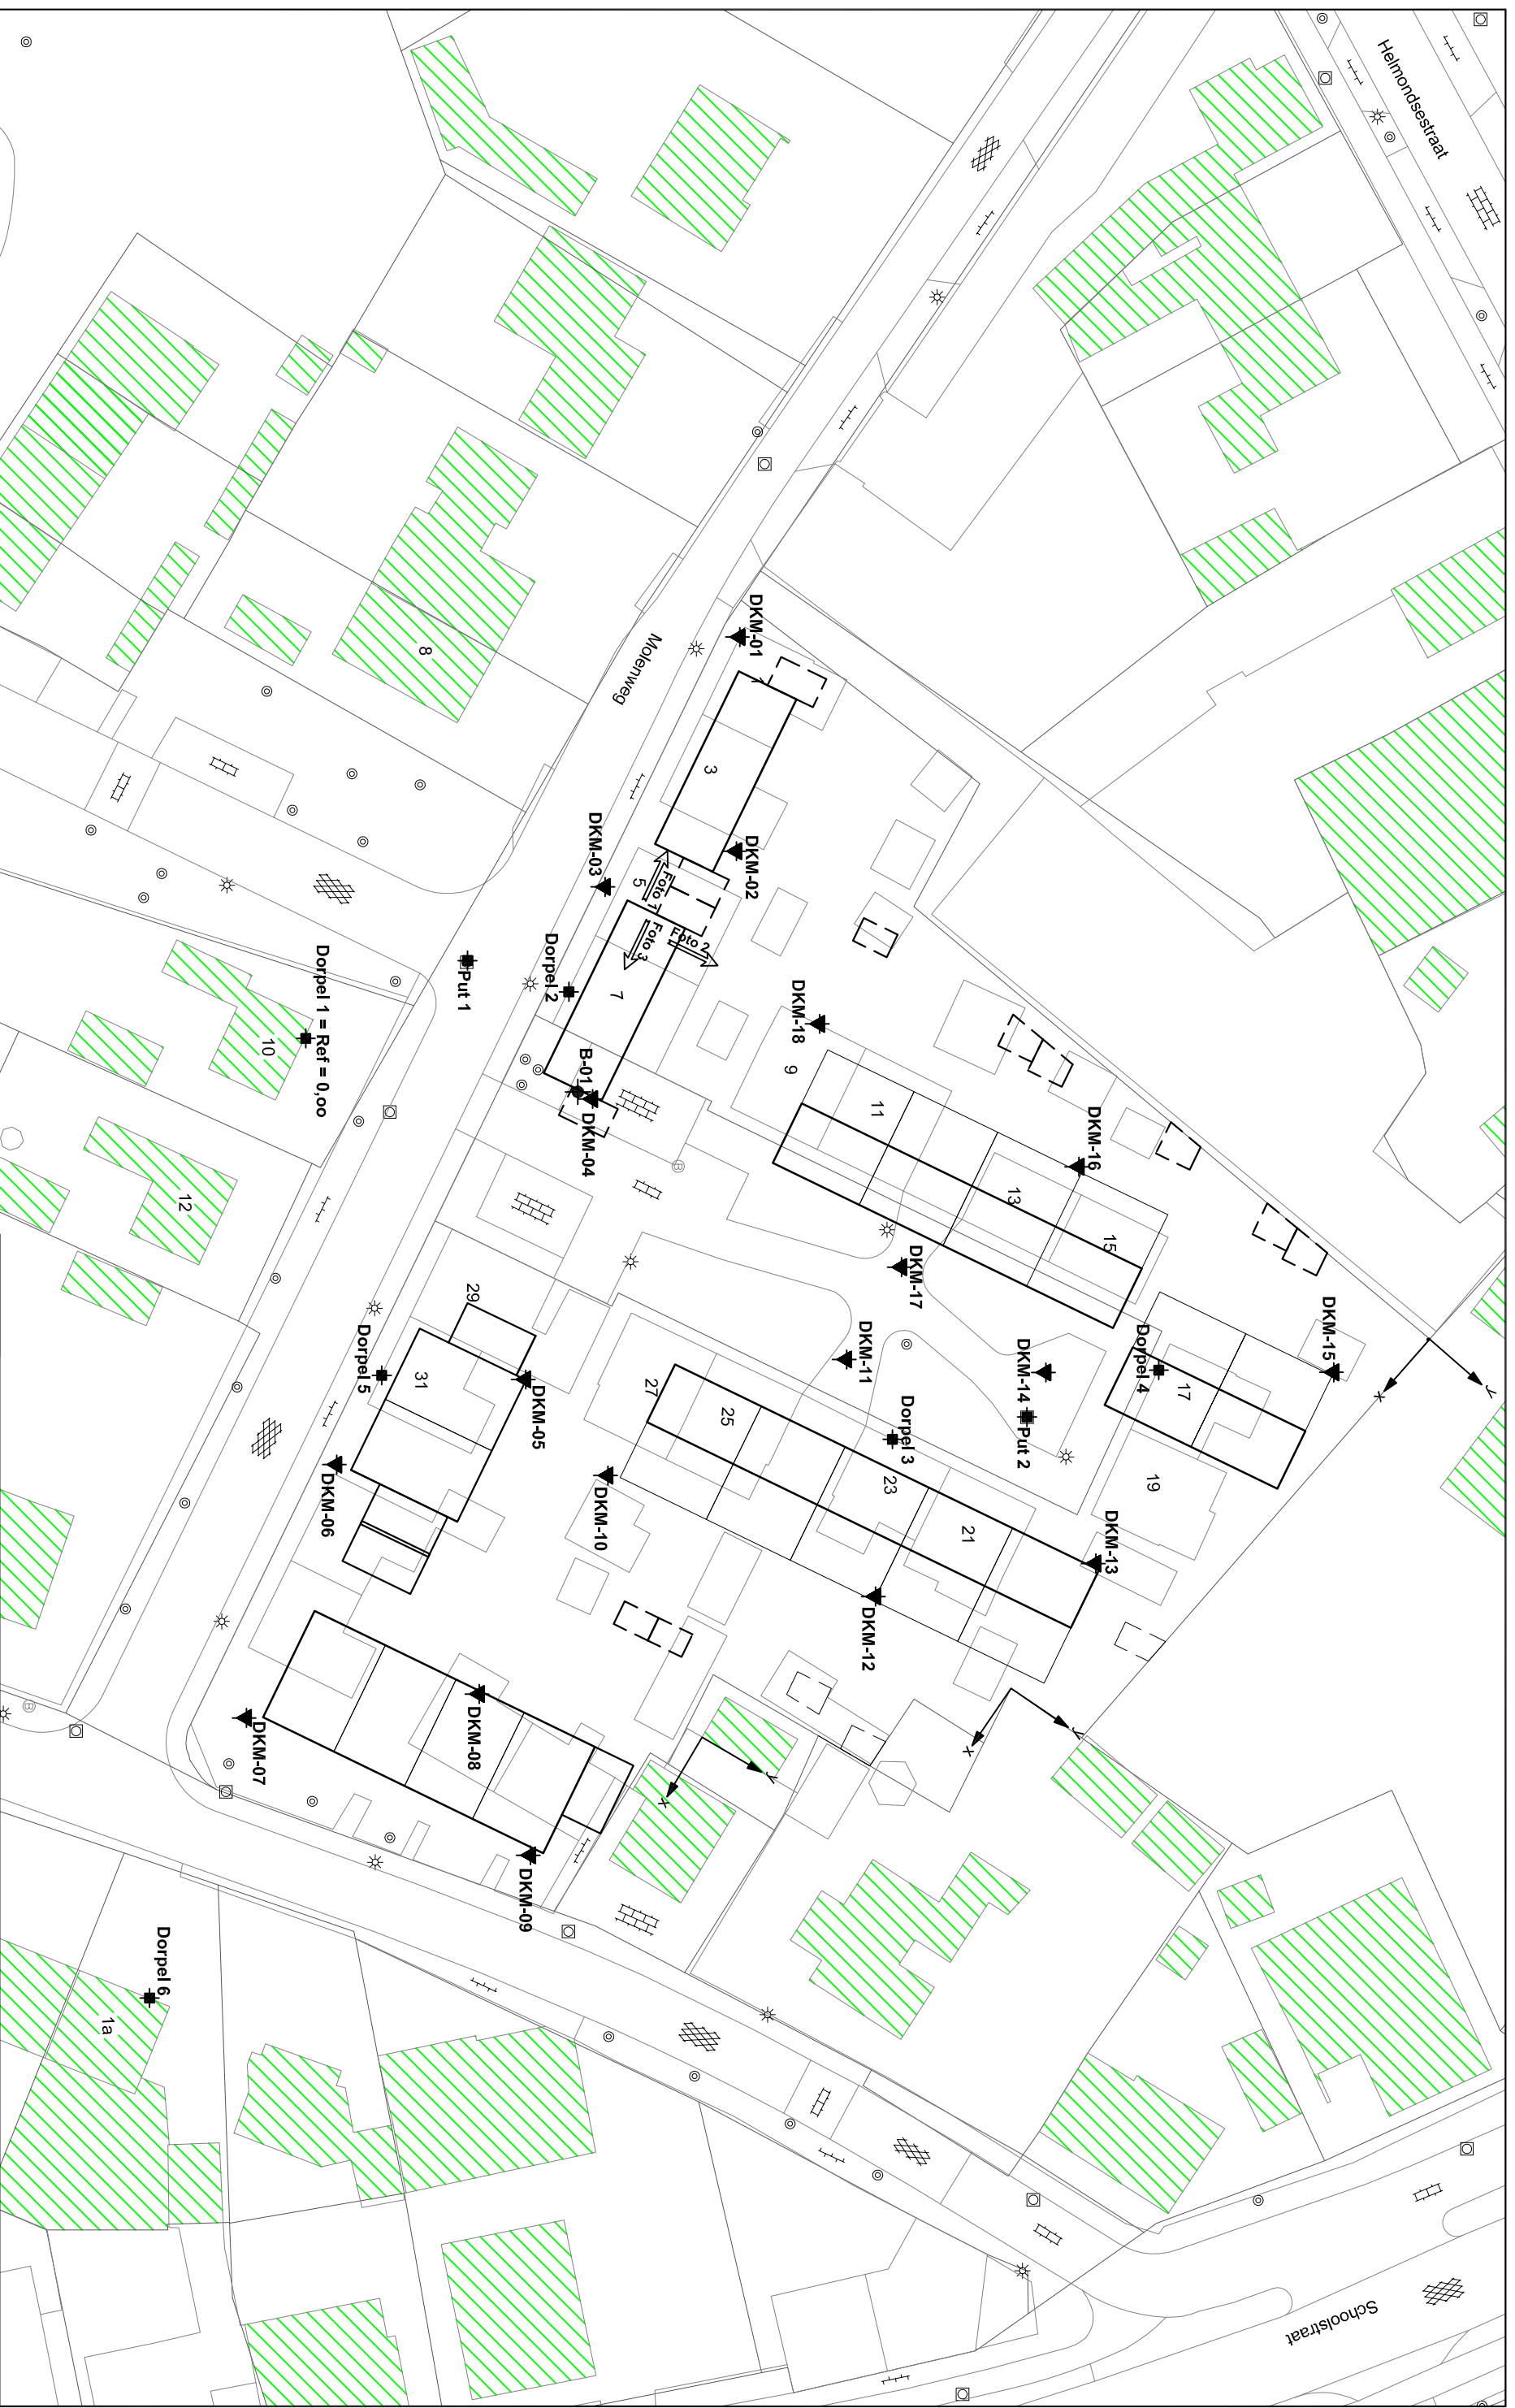 Helmondsestraat
Molenweg
8
DKM-01
1
3
DKM-02
DKM-03
5
Foto 1
Foto 2
Foto 3
7
Dorpel 2
Put 1
Dorpel 1 = Ref = 0,oo
10
12
B-01
DKM-04
DKM-18
9
11
13
15
DKM-16
DKM-17
DKM-15
Dorpel 4
17
19
DKM-14
Put 2
DKM-11
Dorpel 3
29
31
Dorpel 5
DKM-05
DKM-06
27
25
23
21
DKM-10
DKM-12
DKM-13
DKM-07
DKM-08
DKM-09
Y
X
Y
X
Y
X
B
B
Dorpel 6
1a
Schoolstraat